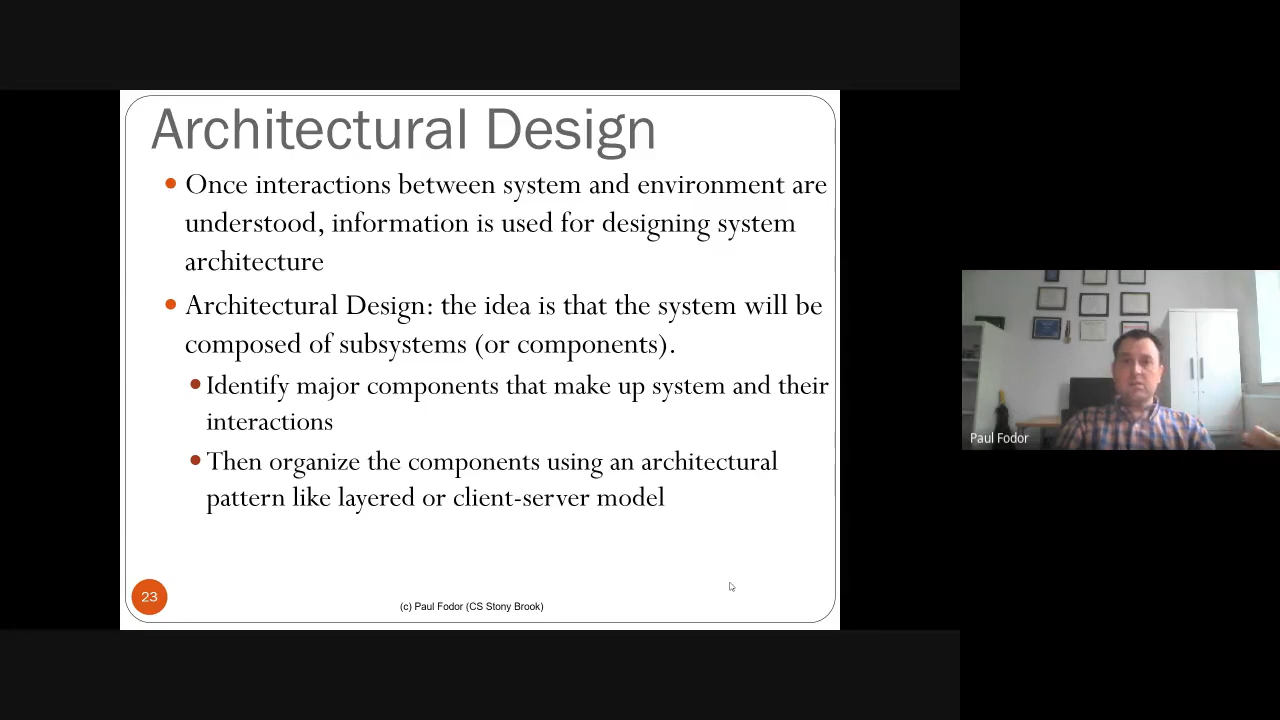 Architectural Design
• Once interactions between system and environment are
understood, information is used for designing system
architecture
• Architectural Design: the idea is that the system will be
composed of subsystems (or components).
• Identify major components that make up system and their
interactions
• Then organize the components using an architectural
pattern like layered or client-server model
23
(c) Paul Fodor (CS Stony Brook)
Paul Fodor